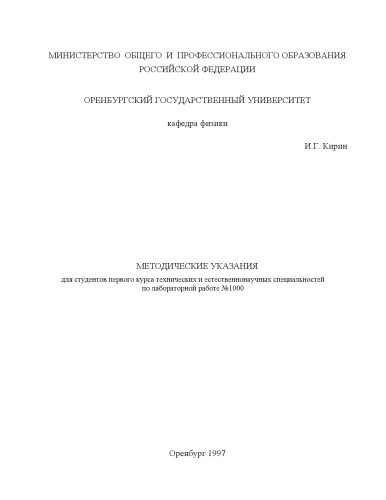 МИНИСТЕРСТВО ОБЩЕГО И ПРОФЕССИОНАЛЬНОГО ОБРАЗОВАНИЯ
РОССИЙСКОЙ ФЕДЕРАЦИИ
ОРЕНБУРГСКИЙ ГОСУДАРСТВЕННЫЙ УНИВЕРСИТЕТ
кафедра физики
И.Г. Кирин
МЕТОДИЧЕСКИЕ УКАЗАНИЯ
для студентов первого курса технических и естественнонаучных специальностей
по лабораторной работе №1000
Оренбург 1997